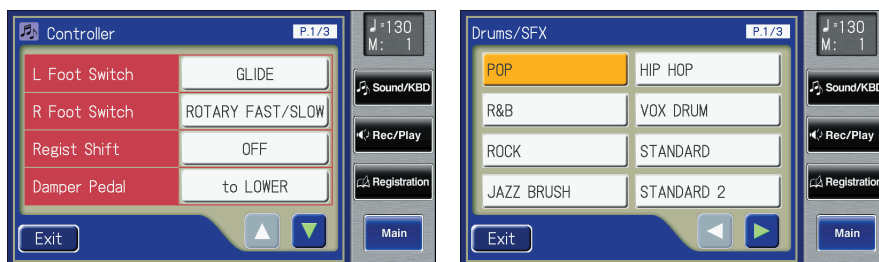 Controller P.1/3
L Foot Switch GLIDE
R Foot Switch ROTARY FAST/SLOW
Regist Shift OFF
Damper Pedal to LOWER
Exit
♩=130
M: 1
Sound/KBD
Rec/Play
Registration
Main
Drums/SFX P.1/3
POP HIP HOP
R&B VOX DRUM
ROCK STANDARD
JAZZ BRUSH STANDARD 2
Exit
♩=130
M: 1
Sound/KBD
Rec/Play
Registration
Main